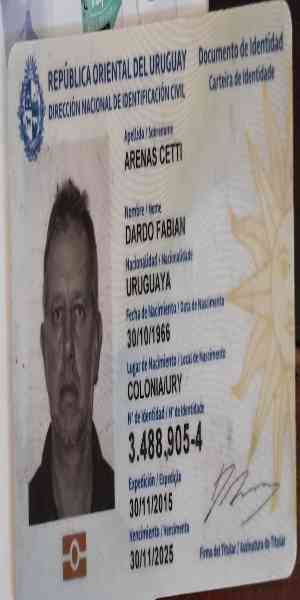 REPÚBLICA ORIENTAL DEL URUGUAY
DIRECCIÓN NACIONAL DE IDENTIFICACIÓN CIVIL
Documento de Identidad
Carteira de Identidade
Apellido / Sobrenome
ARENAS CETTI
Nombre / Nome
DARDO FABIAN
Nacionalidad / Nacionalidade
URUGUAYA
Fecha de Nacimiento / Data de Nascimento
30/10/1966
Lugar de Nacimiento / Local de Nascimento
COLONIA/URY
N° de Identidad / N° de Identidade
3.488,905-4
Expedición / Expedição
30/11/2015
Vencimiento / Vencimento
30/11/2025
Firma del Titular / Assinatura do Titular